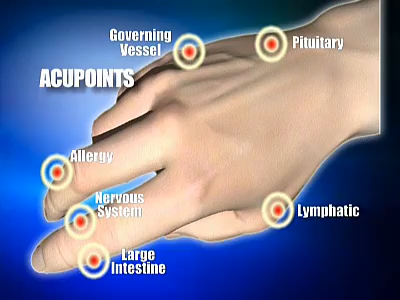 Governing
Vessel
Pituitary
ACUPOINTS
Allergy
Nervous
System
Lymphatic
Large
Intestine